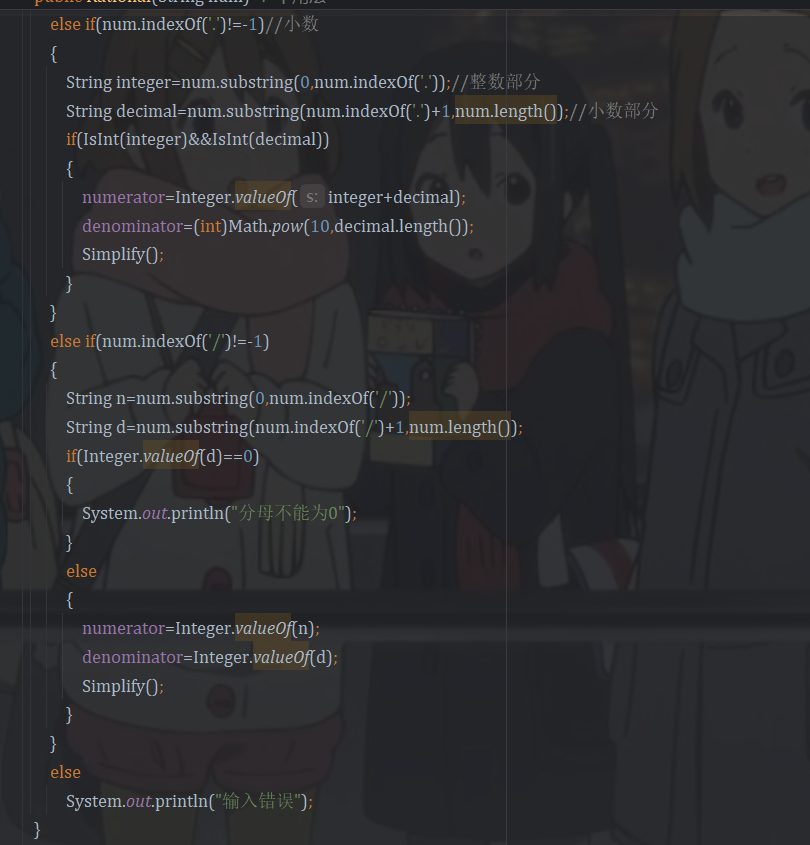 public Rational(String num)
else if(num.indexOf('.')!=-1)//小数
{
String integer=num.substring(0,num.indexOf('.'));//整数部分
String decimal=num.substring(num.indexOf('.')+1,num.length());//小数部分
if(IsInt(integer)&&IsInt(decimal))
{
numerator=Integer.valueOf( s: integer+decimal);
denominator=(int)Math.pow(10,decimal.length());
Simplify();
}
}
else if(num.indexOf('/')!=-1)
{
String n=num.substring(0,num.indexOf('/'));
String d=num.substring(num.indexOf('/')+1,num.length());
if(Integer.valueOf(d)==0)
{
System.out.println("分母不能为0");
}
else
{
numerator=Integer.valueOf(n);
denominator=Integer.valueOf(d);
Simplify();
}
}
else
System.out.println("输入错误");
}